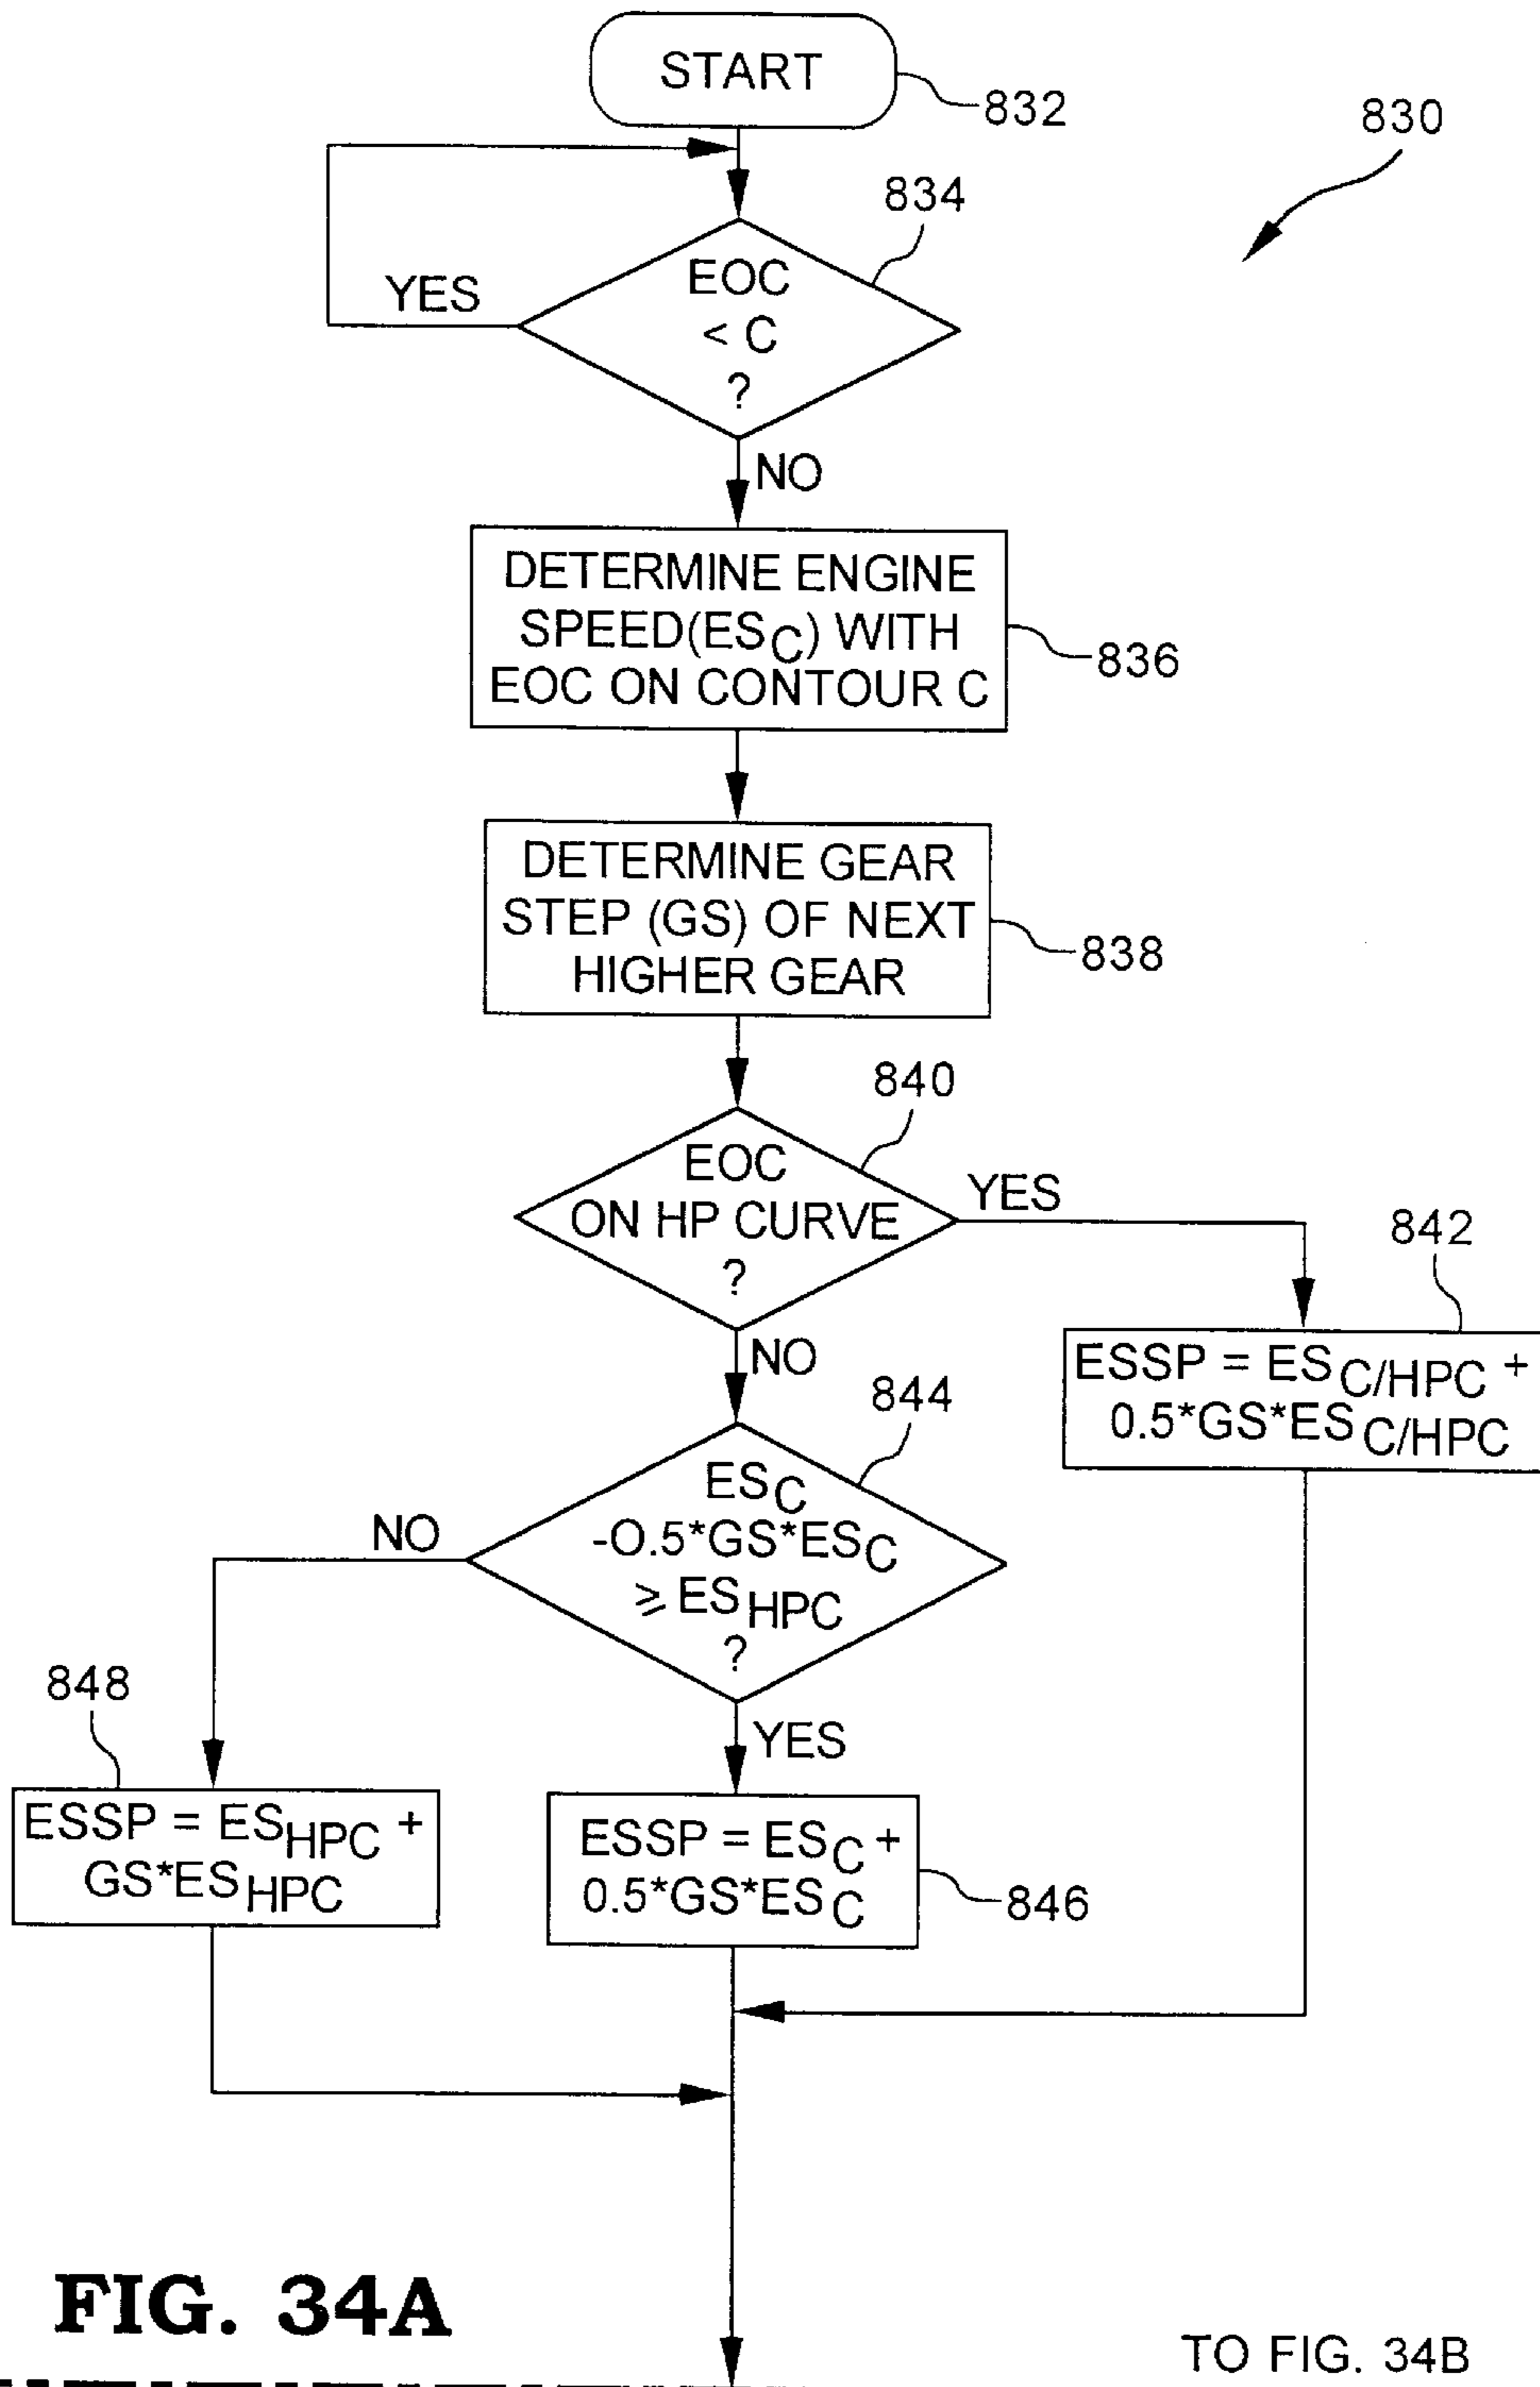 START
832
830
834
EOC
< C
?
YES
NO
DETERMINE ENGINE
SPEED(ESC) WITH
EOC ON CONTOUR C
836
DETERMINE GEAR
STEP (GS) OF NEXT
HIGHER GEAR
838
840
EOC
ON HP CURVE
?
YES
842
NO
ESSP = ESC/HPC +
0.5*GS*ESC/HPC
844
ESC
-0.5*GS*ESC
⩾ ESHPC
?
NO
848
YES
ESSP = ESHPC +
GS*ESHPC
ESSP = ESC +
0.5*GS*ESC
846
FIG. 34A
TO FIG. 34B